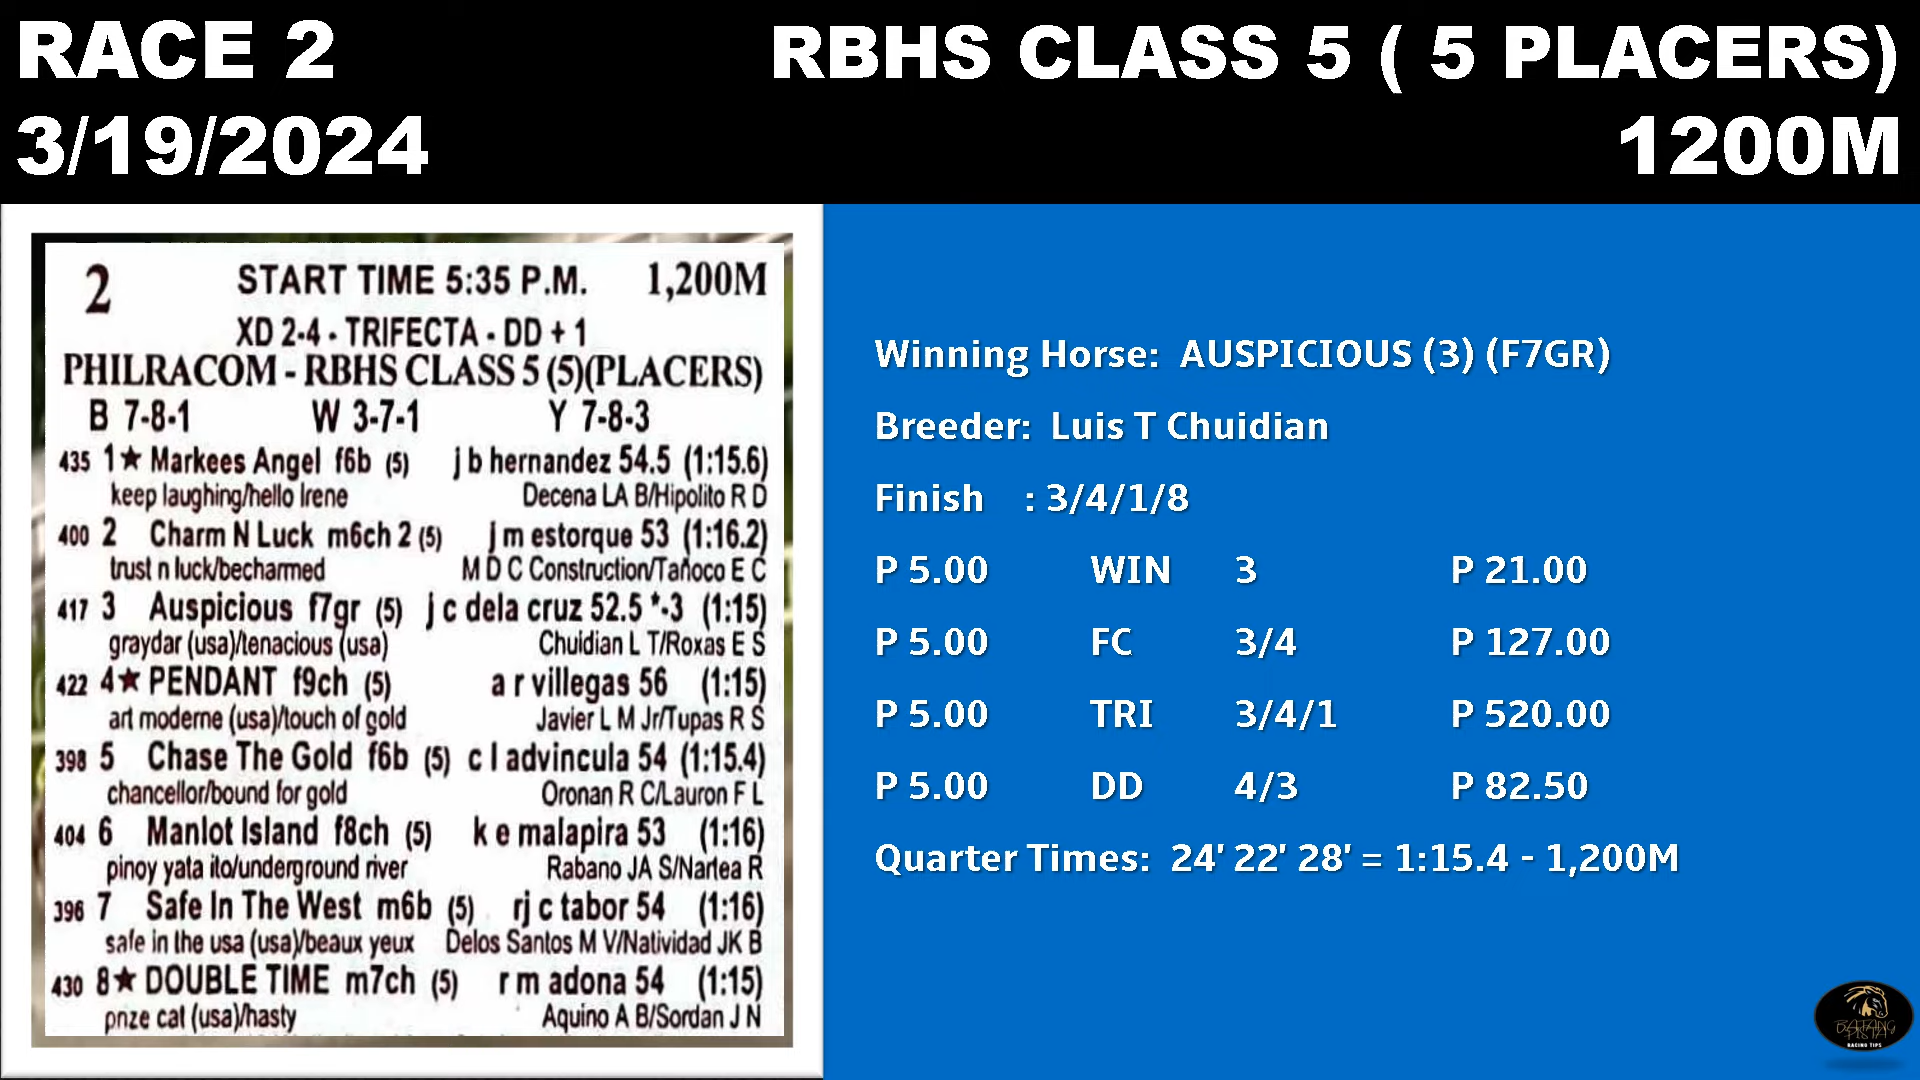 RACE 2
RBHS CLASS 5 ( 5 PLACERS)
3/19/2024
1200M
2 START TIME 5:35 P.M. 1,200M
XD 2-4 - TRIFECTA - DD + 1
PHILRACOM - RBHS CLASS 5 (5)(PLACERS)
B 7-8-1 W 3-7-1 Y 7-8-3
435 1★ Markees Angel f6b (5) j b hernandez 54.5 (1:15.6)
keep laughing/hello Irene Decena LA B/Hipolito R D
400 2 Charm N Luck m6ch 2 (5) j m estorque 53 (1:16.2)
trust n luck/becharmed M D C Construction/Tañoco E C
417 3 Auspicious f7gr (5) j c dela cruz 52.5 *-3 (1:15)
graydar (usa)/tenacious (usa) Chuidian L T/Roxas E S
422 4★ PENDANT f9ch (5) a r villegas 56 (1:15)
art moderne (usa)/touch of gold Javier L M Jr/Tupas R S
398 5 Chase The Gold f6b (5) c l advincula 54 (1:15.4)
chancellor/bound for gold Oronan R C/Lauron F L
404 6 Manlot Island f8ch (5) k e malapira 53 (1:16)
pinoy yata ito/underground river Rabano JA S/Nartea R
396 7 Safe In The West m6b (5) rj c tabor 54 (1:16)
safe in the usa (usa)/beaux yeux Delos Santos M V/Natividad JK B
430 8★ DOUBLE TIME m7ch (5) r m adona 54 (1:15)
prize cat (usa)/hasty Aquino A B/Sordan J N
Winning Horse: AUSPICIOUS (3) (F7GR)
Breeder: Luis T Chuidian
Finish : 3/4/1/8
P 5.00 WIN 3 P 21.00
P 5.00 FC 3/4 P 127.00
P 5.00 TRI 3/4/1 P 520.00
P 5.00 DD 4/3 P 82.50
Quarter Times: 24' 22' 28' = 1:15.4 - 1,200M
RACING TIPS